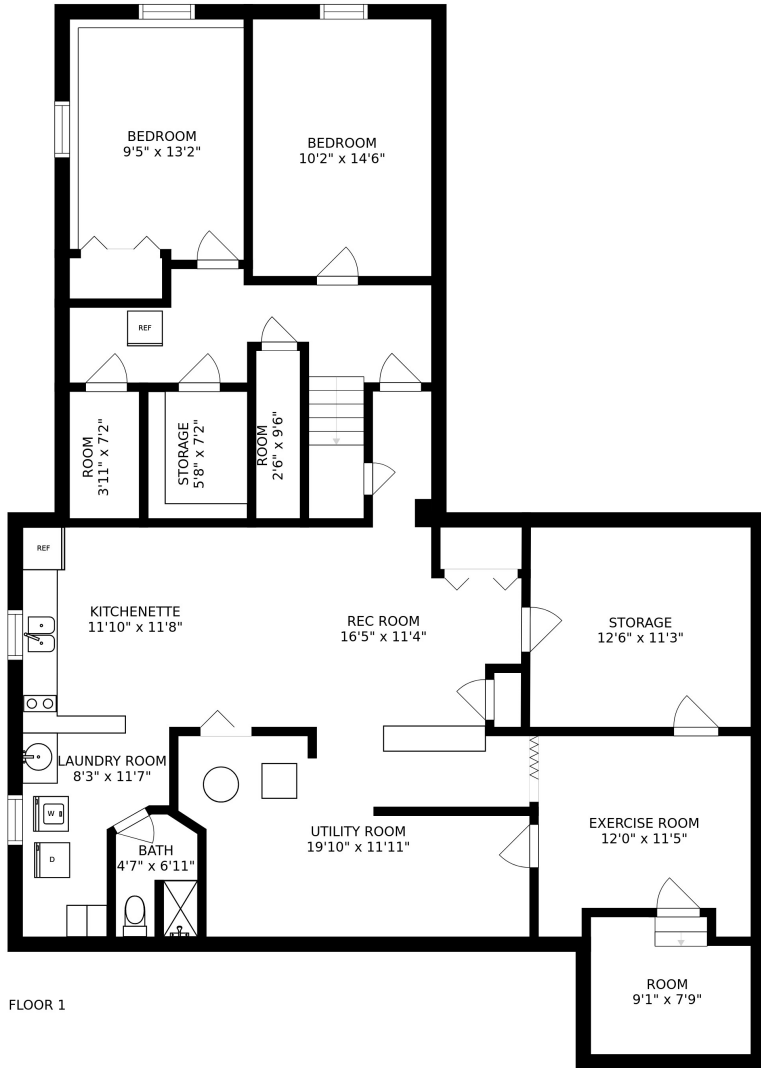 BEDROOM
9'5" x 13'2"
BEDROOM
10'2" x 14'6"
REF
ROOM
3'11" x 7'2"
STORAGE
5'8" x 7'2"
ROOM
2'6" x 9'6"
REF
KITCHENETTE
11'10" x 11'8"
REC ROOM
16'5" x 11'4"
STORAGE
12'6" x 11'3"
LAUNDRY ROOM
8'3" x 11'7"
W
D
BATH
4'7" x 6'11"
UTILITY ROOM
19'10" x 11'11"
EXERCISE ROOM
12'0" x 11'5"
ROOM
9'1" x 7'9"
FLOOR 1